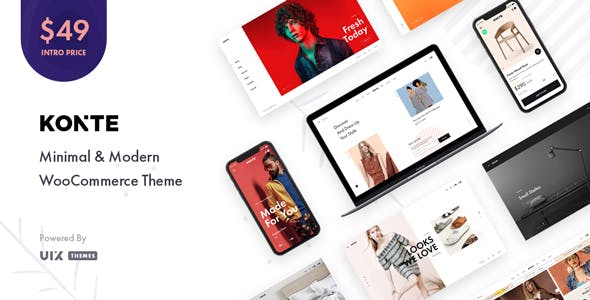 $49
INTRO PRICE
KONTE
Minimal & Modern
WooCommerce Theme
Powered By
UIX THEMES
Fresh
Today
KONTE
$290
Discover
And Dress Up
Your Style
Made
For You
Small Shelter
LOOKS
WE LOVE